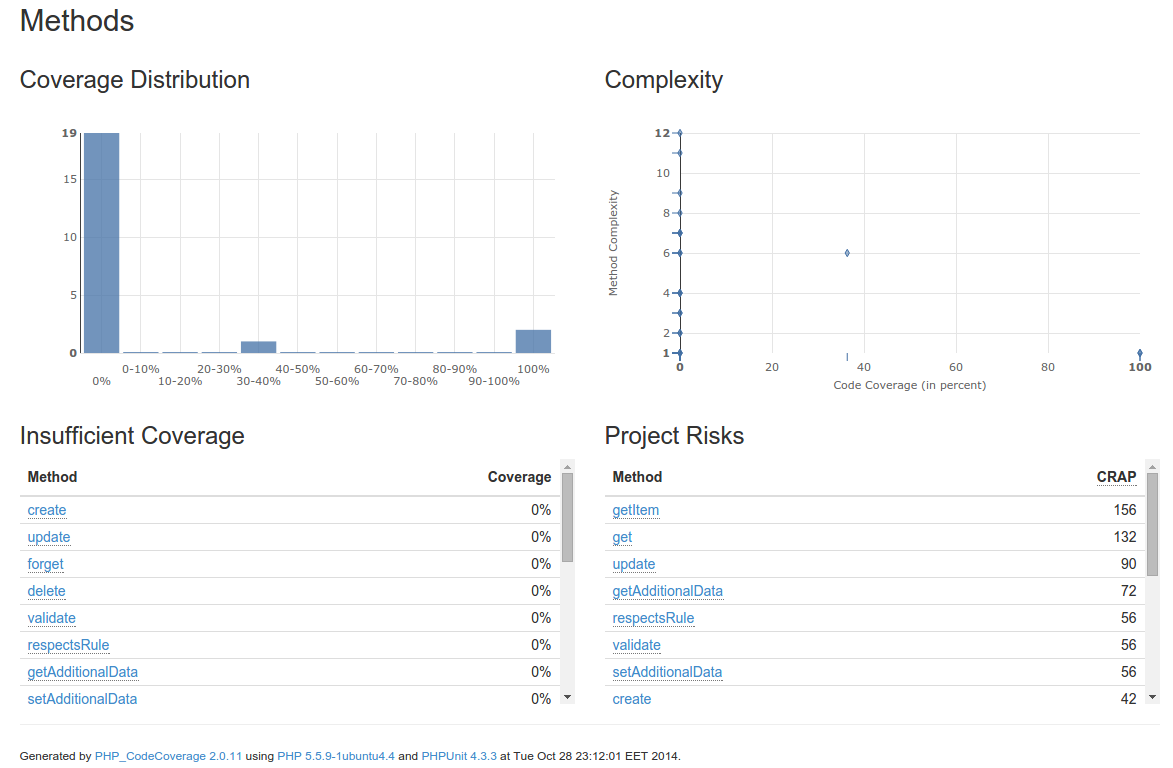 Methods
Coverage Distribution
19
15
10
5
0
0% 0-10% 10-20% 20-30% 30-40% 40-50% 50-60% 60-70% 70-80% 80-90% 90-100% 100%
Complexity
Method Complexity
12
10
8
6
4
2
1
0 20 40 60 80 100
Code Coverage (in percent)
Insufficient Coverage
Method Coverage
create 0%
update 0%
forget 0%
delete 0%
validate 0%
respectsRule 0%
getAdditionalData 0%
setAdditionalData 0%
Project Risks
Method CRAP
getItem 156
get 132
update 90
getAdditionalData 72
respectsRule 56
validate 56
setAdditionalData 56
create 42
Generated by PHP_CodeCoverage 2.0.11 using PHP 5.5.9-1ubuntu4.4 and PHPUnit 4.3.3 at Tue Oct 28 23:12:01 EET 2014.